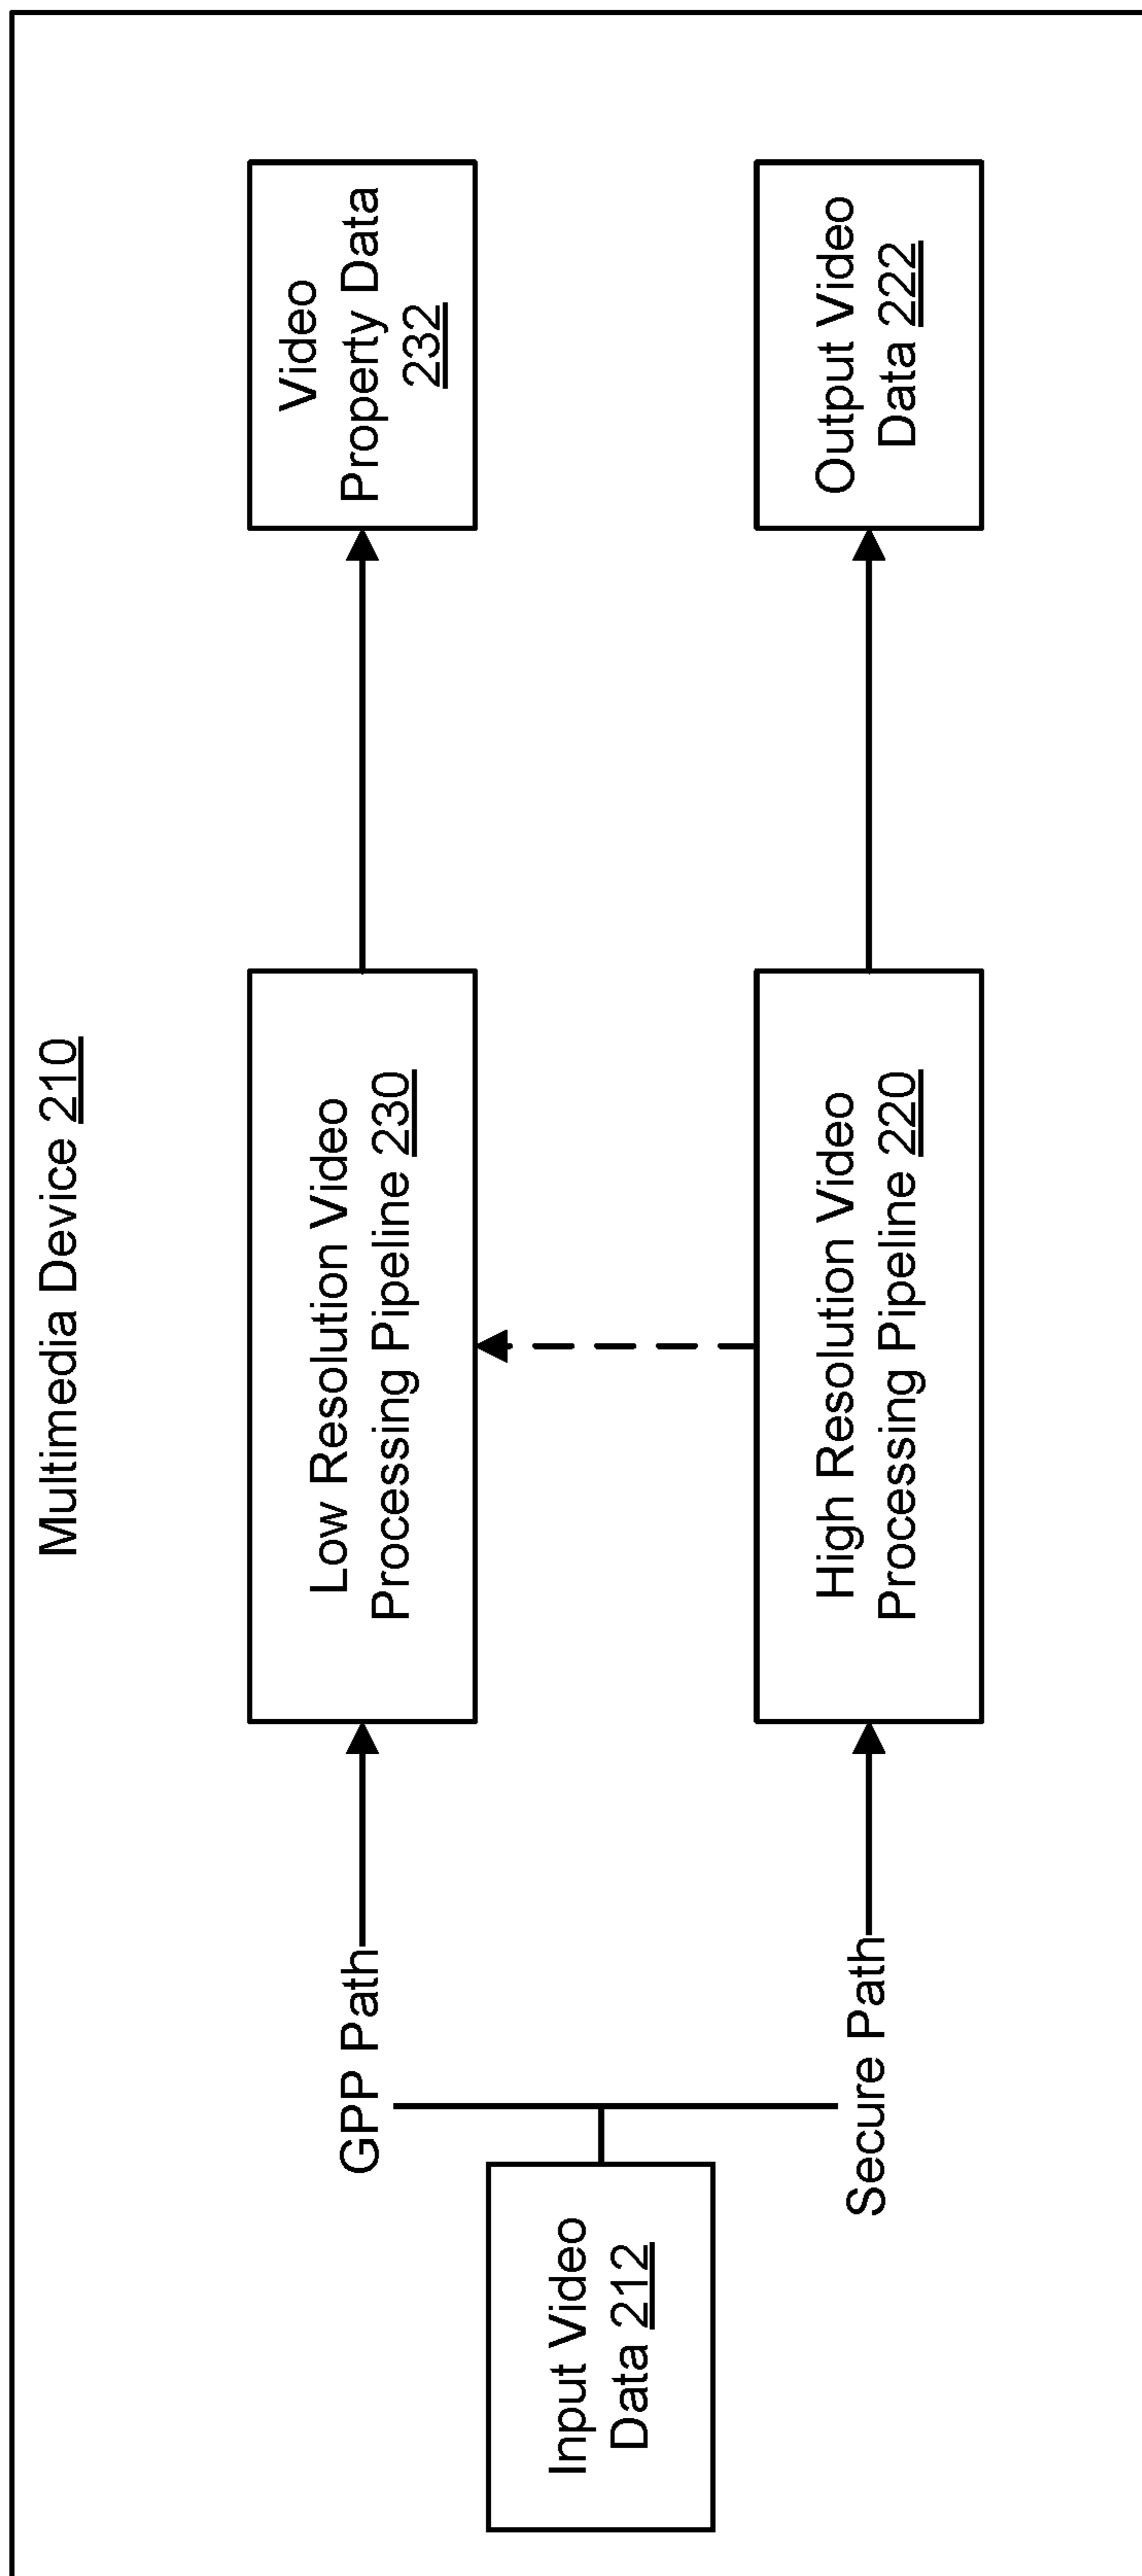 Multimedia Device 210
Input Video
Data 212
GPP Path
Low Resolution Video
Processing Pipeline 230
Video
Property Data
232
Secure Path
High Resolution Video
Processing Pipeline 220
Output Video
Data 222